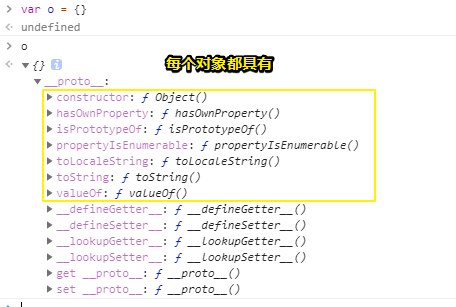 > var o = {}
< undefined
> o
< ▼ {} i
每个对象都具有
▼ __proto__:
▶ constructor: ƒ Object()
▶ hasOwnProperty: ƒ hasOwnProperty()
▶ isPrototypeOf: ƒ isPrototypeOf()
▶ propertyIsEnumerable: ƒ propertyIsEnumerable()
▶ toLocaleString: ƒ toLocaleString()
▶ toString: ƒ toString()
▶ valueOf: ƒ valueOf()
▶ __defineGetter__: ƒ __defineGetter__()
▶ __defineSetter__: ƒ __defineSetter__()
▶ __lookupGetter__: ƒ __lookupGetter__()
▶ __lookupSetter__: ƒ __lookupSetter__()
▶ get __proto__: ƒ __proto__()
▶ set __proto__: ƒ __proto__()
>